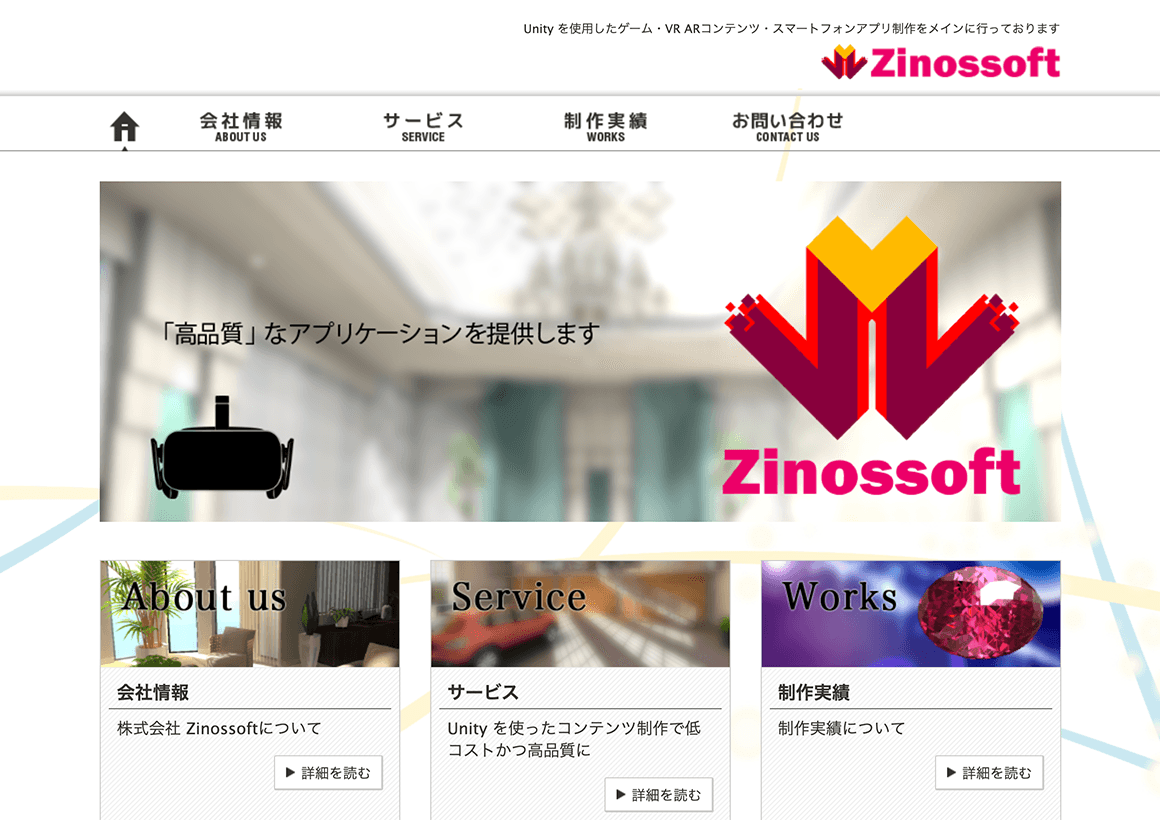 Unity を使用したゲーム・VR ARコンテンツ・スマートフォンアプリ制作をメインに行っております
Zinossoft
会社情報
ABOUT US
サービス
SERVICE
制作実績
WORKS
お問い合わせ
CONTACT US
「高品質」なアプリケーションを提供します
Zinossoft
About us
会社情報
株式会社 Zinossoftについて
▶ 詳細を読む
Service
サービス
Unity を使ったコンテンツ制作で低
コストかつ高品質に
▶ 詳細を読む
Works
制作実績
制作実績について
▶ 詳細を読む